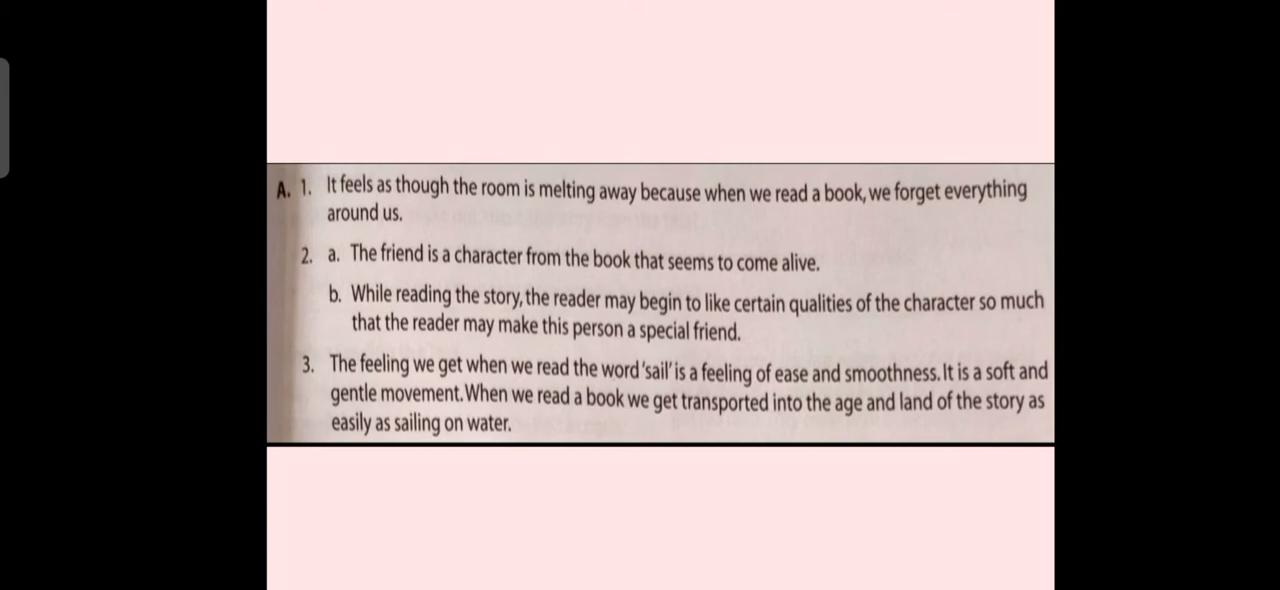 A. 1. It feels as though the room is melting away because when we read a book, we forget everything
around us.
2. a. The friend is a character from the book that seems to come alive.
b. While reading the story, the reader may begin to like certain qualities of the character so much
that the reader may make this person a special friend.
3. The feeling we get when we read the word ‘sail’ is a feeling of ease and smoothness. It is a soft and
gentle movement. When we read a book we get transported into the age and land of the story as
easily as sailing on water.